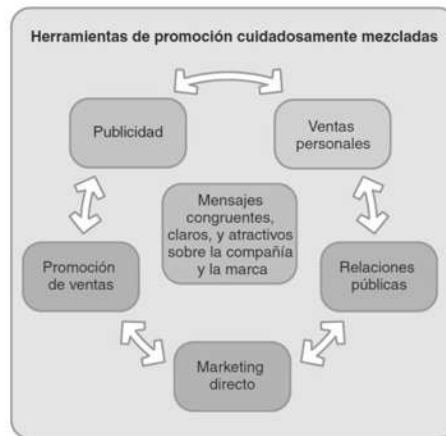 Herramientas de promoción cuidadosamente mezcladas
Publicidad
Ventas
personales
Mensajes
congruentes,
claros, y atractivos
sobre la compañía
y la marca
Promoción
de ventas
Relaciones
públicas
Marketing
directo